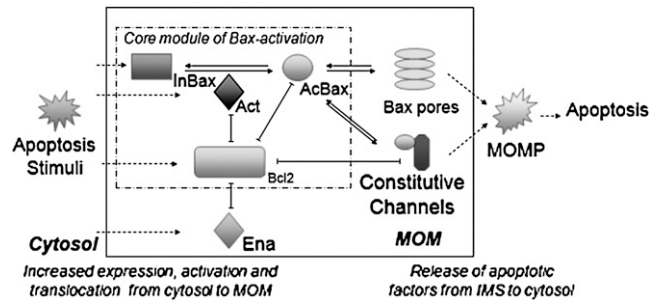 Core module of Bax-activation
InBax
AcBax
Act
Bax pores
Apoptosis
Stimuli
Bcl2
Constitutive
Channels
MOMP
Apoptosis
Cytosol
Ena
MOM
Increased expression, activation and
translocation from cytosol to MOM
Release of apoptotic
factors from IMS to cytosol